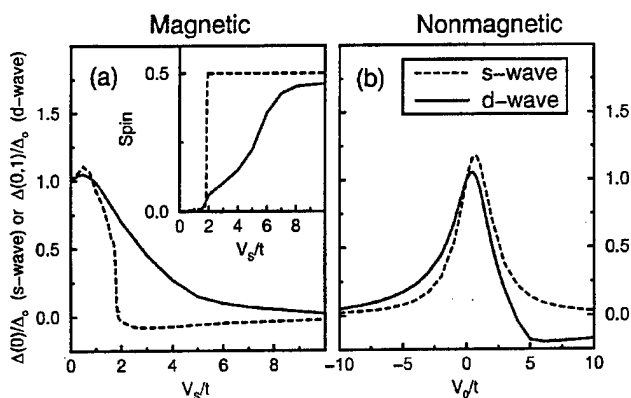 Magnetic
Nonmagnetic
Δ(0)/Δ₀ (s−wave) or Δ(0,1)/Δ₀ (d−wave)
1.5
1.0
0.5
0.0
(a)
Spin
0.5
0.0
0 2 4 6 8 10
V_S/t
0 2 4 6 8
V_S/t
(b)
s−wave
d−wave
1.5
1.0
0.5
0.0
−10 −5 0 5 10
V_0/t